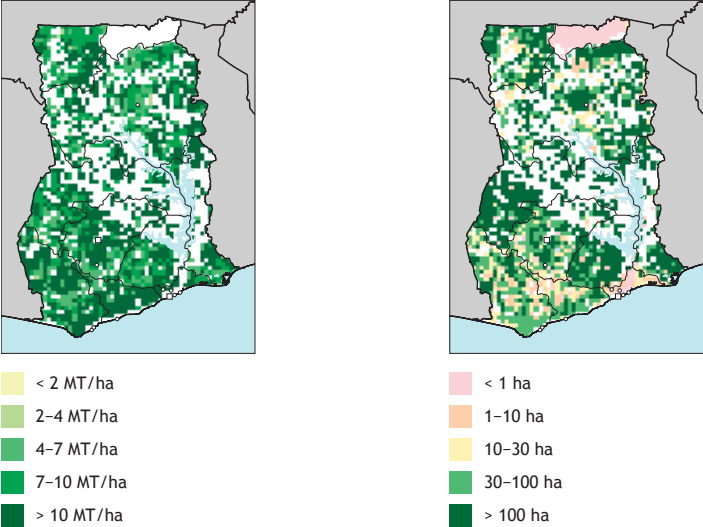 < 2 MT/ha
2–4 MT/ha
4–7 MT/ha
7–10 MT/ha
> 10 MT/ha
< 1 ha
1–10 ha
10–30 ha
30–100 ha
> 100 ha